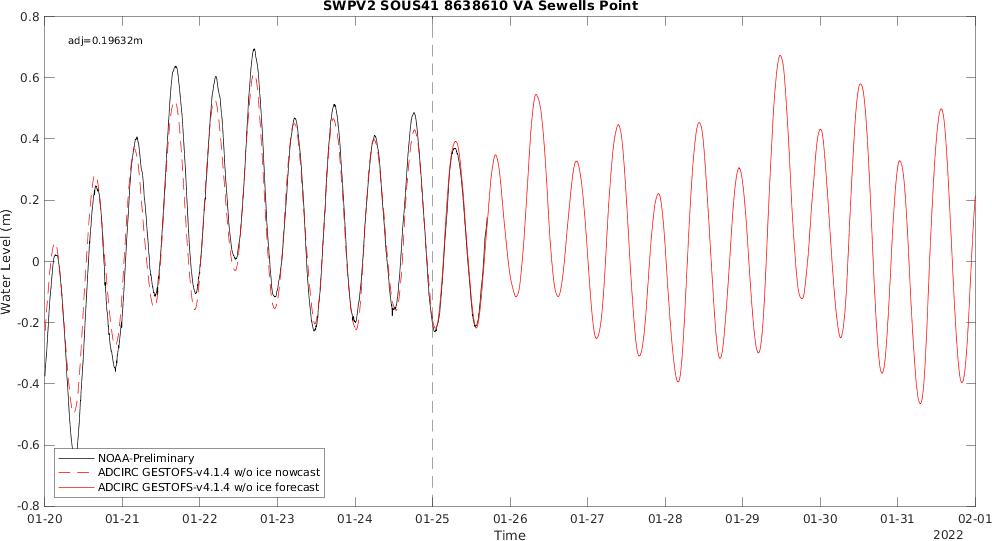 SWPV2 SOUS41 8638610 VA Sewells Point
adj=0.19632m
Water Level (m)
0.8
0.6
0.4
0.2
0
-0.2
-0.4
-0.6
-0.8
NOAA-Preliminary
ADCIRC GESTOFS-v4.1.4 w/o ice nowcast
ADCIRC GESTOFS-v4.1.4 w/o ice forecast
01-20 01-21 01-22 01-23 01-24 01-25 01-26 01-27 01-28 01-29 01-30 01-31 02-01
Time
2022